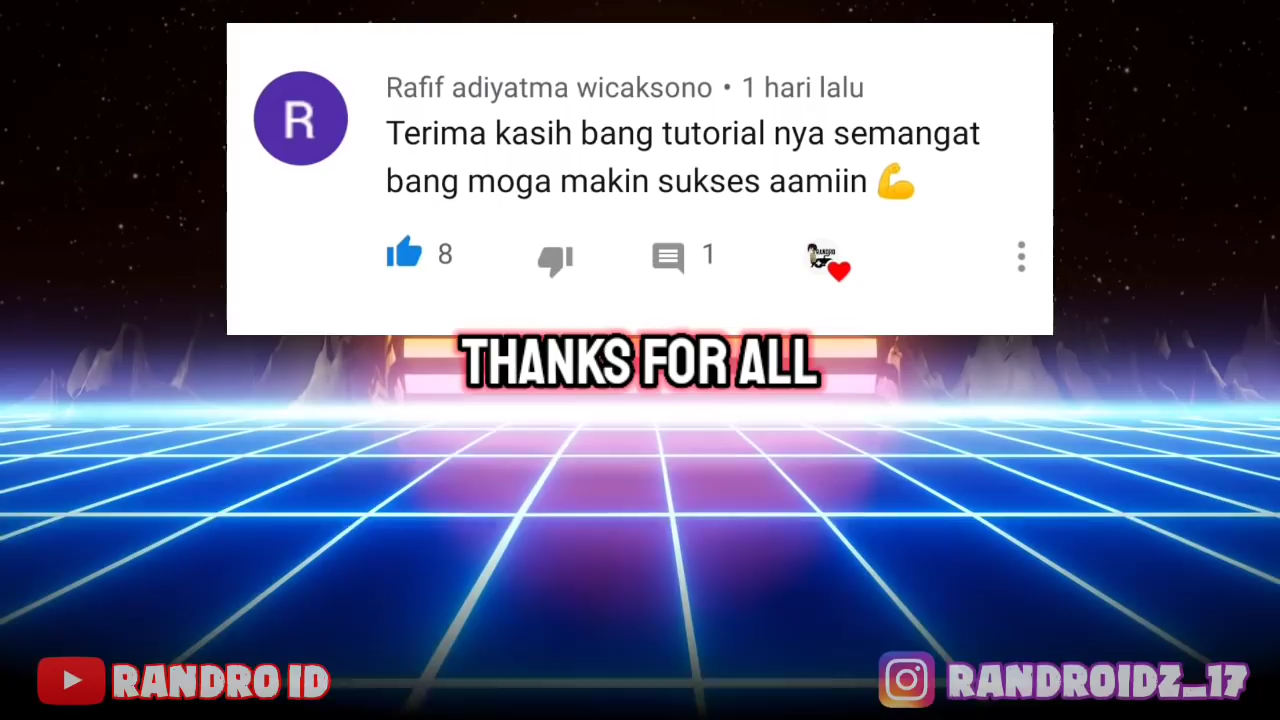 R
Rafif adiyatma wicaksono • 1 hari lalu
Terima kasih bang tutorial nya semangat
bang moga makin sukses aamiin 💪
8
1
RANDRO
THANKS FOR ALL
RANDRO ID
RANDROIDZ_17